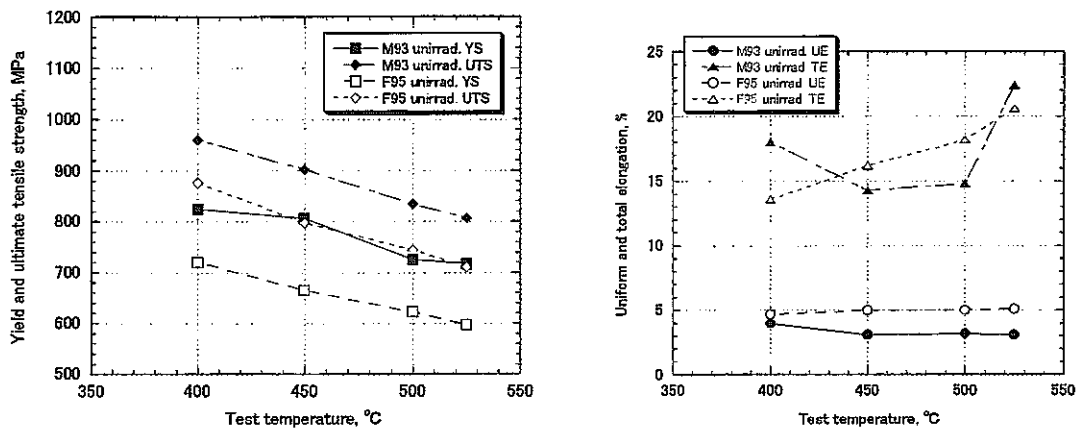 Yield and ultimate tensile strength, MPa
1200
1100
1000
900
800
700
600
500
350
400
450
500
550
Test temperature, °C
M93 unirrad. YS
M93 unirrad. UTS
F95 unirrad. YS
F95 unirrad. UTS
Uniform and total elongation, %
25
20
15
10
5
0
350
400
450
500
550
Test temperature, °C
M93 unirrad UE
M93 unirrad TE
F95 unirrad UE
F95 unirrad TE